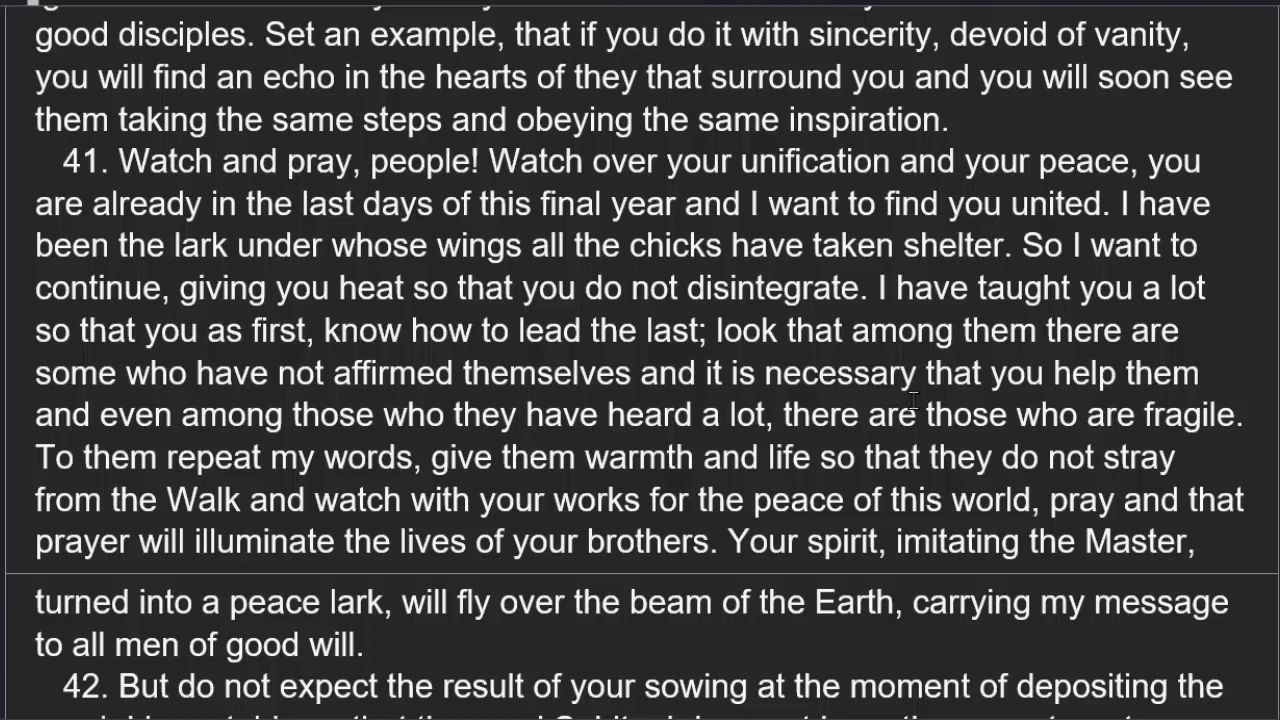 good disciples. Set an example, that if you do it with sincerity, devoid of vanity,
you will find an echo in the hearts of they that surround you and you will soon see
them taking the same steps and obeying the same inspiration.
41. Watch and pray, people! Watch over your unification and your peace, you
are already in the last days of this final year and I want to find you united. I have
been the lark under whose wings all the chicks have taken shelter. So I want to
continue, giving you heat so that you do not disintegrate. I have taught you a lot
so that you as first, know how to lead the last; look that among them there are
some who have not affirmed themselves and it is necessary that you help them
and even among those who they have heard a lot, there are those who are fragile.
To them repeat my words, give them warmth and life so that they do not stray
from the Walk and watch with your works for the peace of this world, pray and that
prayer will illuminate the lives of your brothers. Your spirit, imitating the Master,
turned into a peace lark, will fly over the beam of the Earth, carrying my message
to all men of good will.
42. But do not expect the result of your sowing at the moment of depositing the